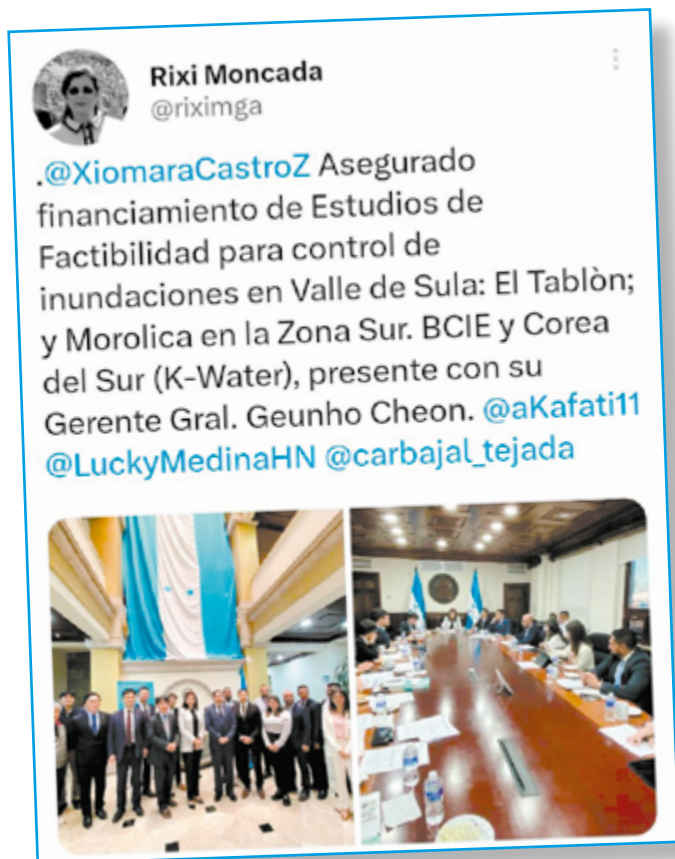 Rixi Moncada
@riximga
.@XiomaraCastroZ Asegurado
financiamiento de Estudios de
Factibilidad para control de
inundaciones en Valle de Sula: El Tablòn;
y Morolica en la Zona Sur. BCIE y Corea
del Sur (K-Water), presente con su
Gerente Gral. Geunho Cheon. @aKafati11
@LuckyMedinaHN @carbajal_tejada